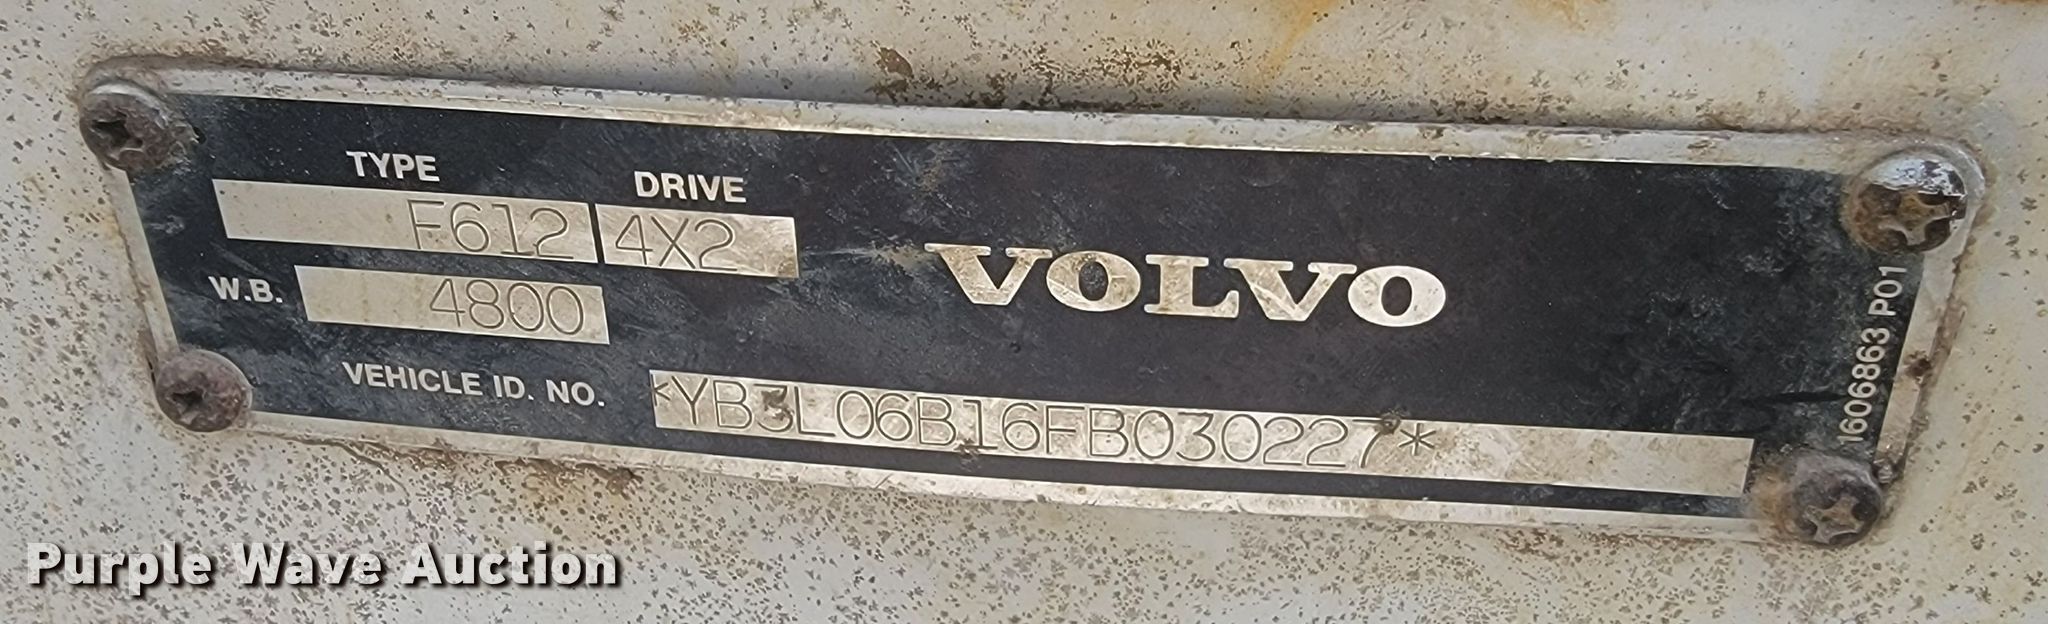 TYPE DRIVE
F612 4X2
VOLVO
W.B. 4800
VEHICLE ID. NO. *YB3L06B16FB030227*
1606863 P01
Purple Wave Auction